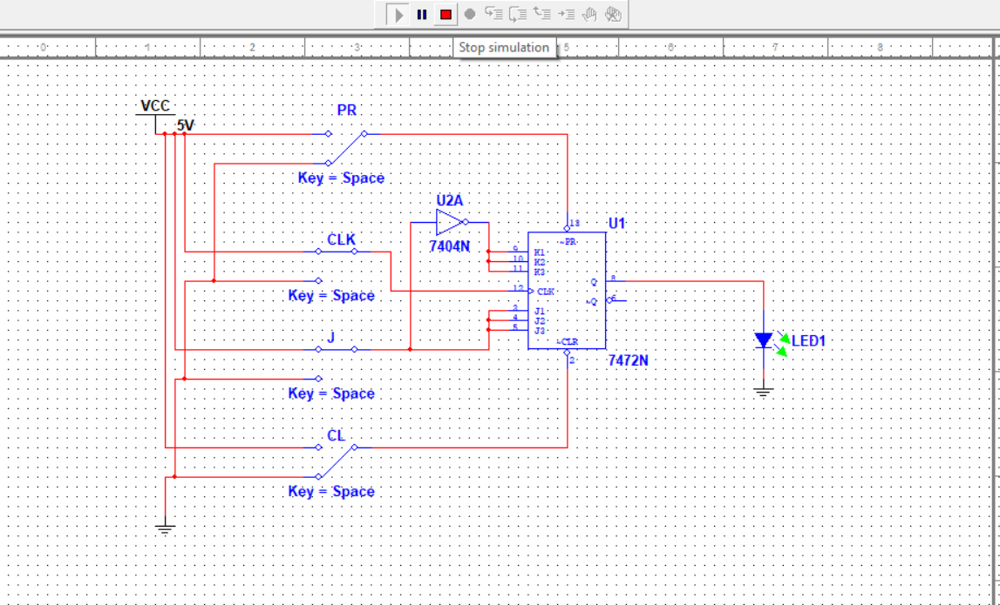 0 1 2 3 5 6 7 8
Stop simulation
VCC
5V
PR
Key = Space
U2A
7404N
CLK
Key = Space
J
Key = Space
CL
Key = Space
U1
13
~PR
9 K1
10 K2
11 K3
12 CLK
3 J1
4 J2
5 J3
Q 8
~Q 6
~CLR
2
7472N
LED1